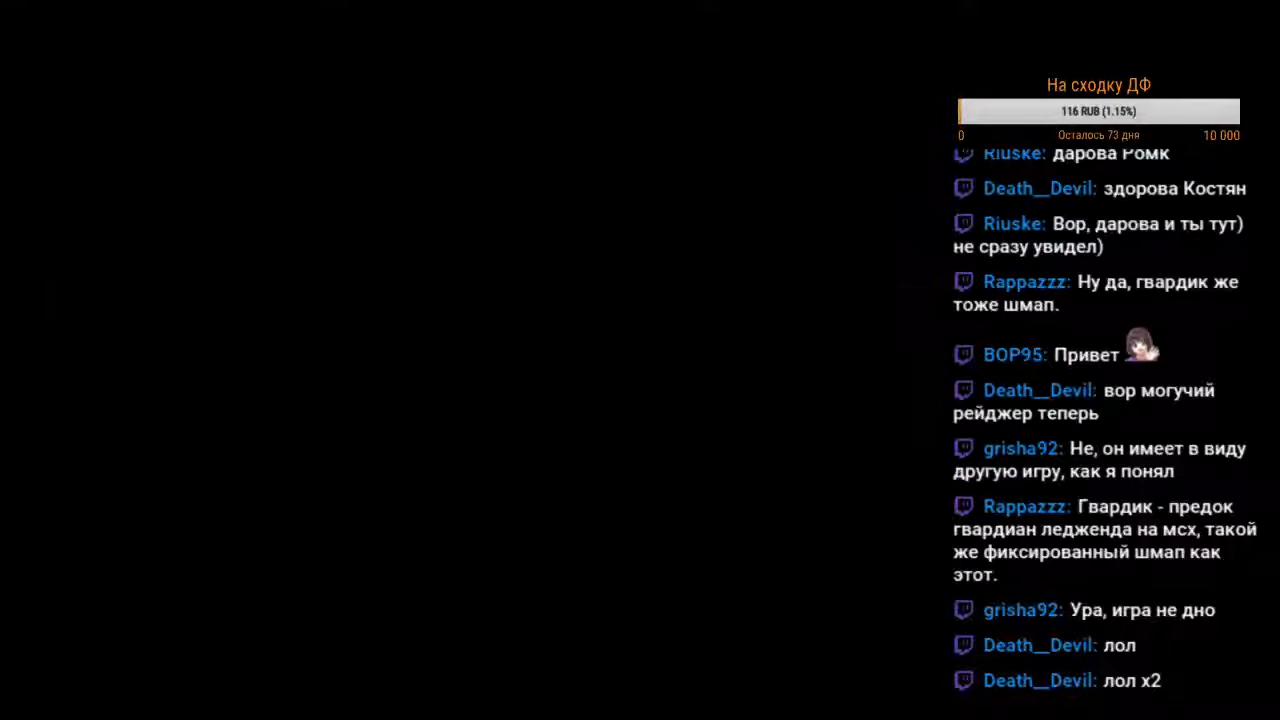 На сходку ДФ
116 RUB (1.15%)
0 Осталось 73 дня 10 000
Riuske: дарова Ромк
Death__Devil: здорова Костян
Riuske: Вор, дарова и ты тут)
не сразу увидел)
Rappazzz: Ну да, гвардик же
тоже шмап.
BOP95: Привет
Death__Devil: вор могучий
рейджер теперь
grisha92: Не, он имеет в виду
другую игру, как я понял
Rappazzz: Гвардик - предок
гвардиан ледженда на мсх, такой
же фиксированный шмап как
этот.
grisha92: Ура, игра не дно
Death__Devil: лол
Death__Devil: лол х2